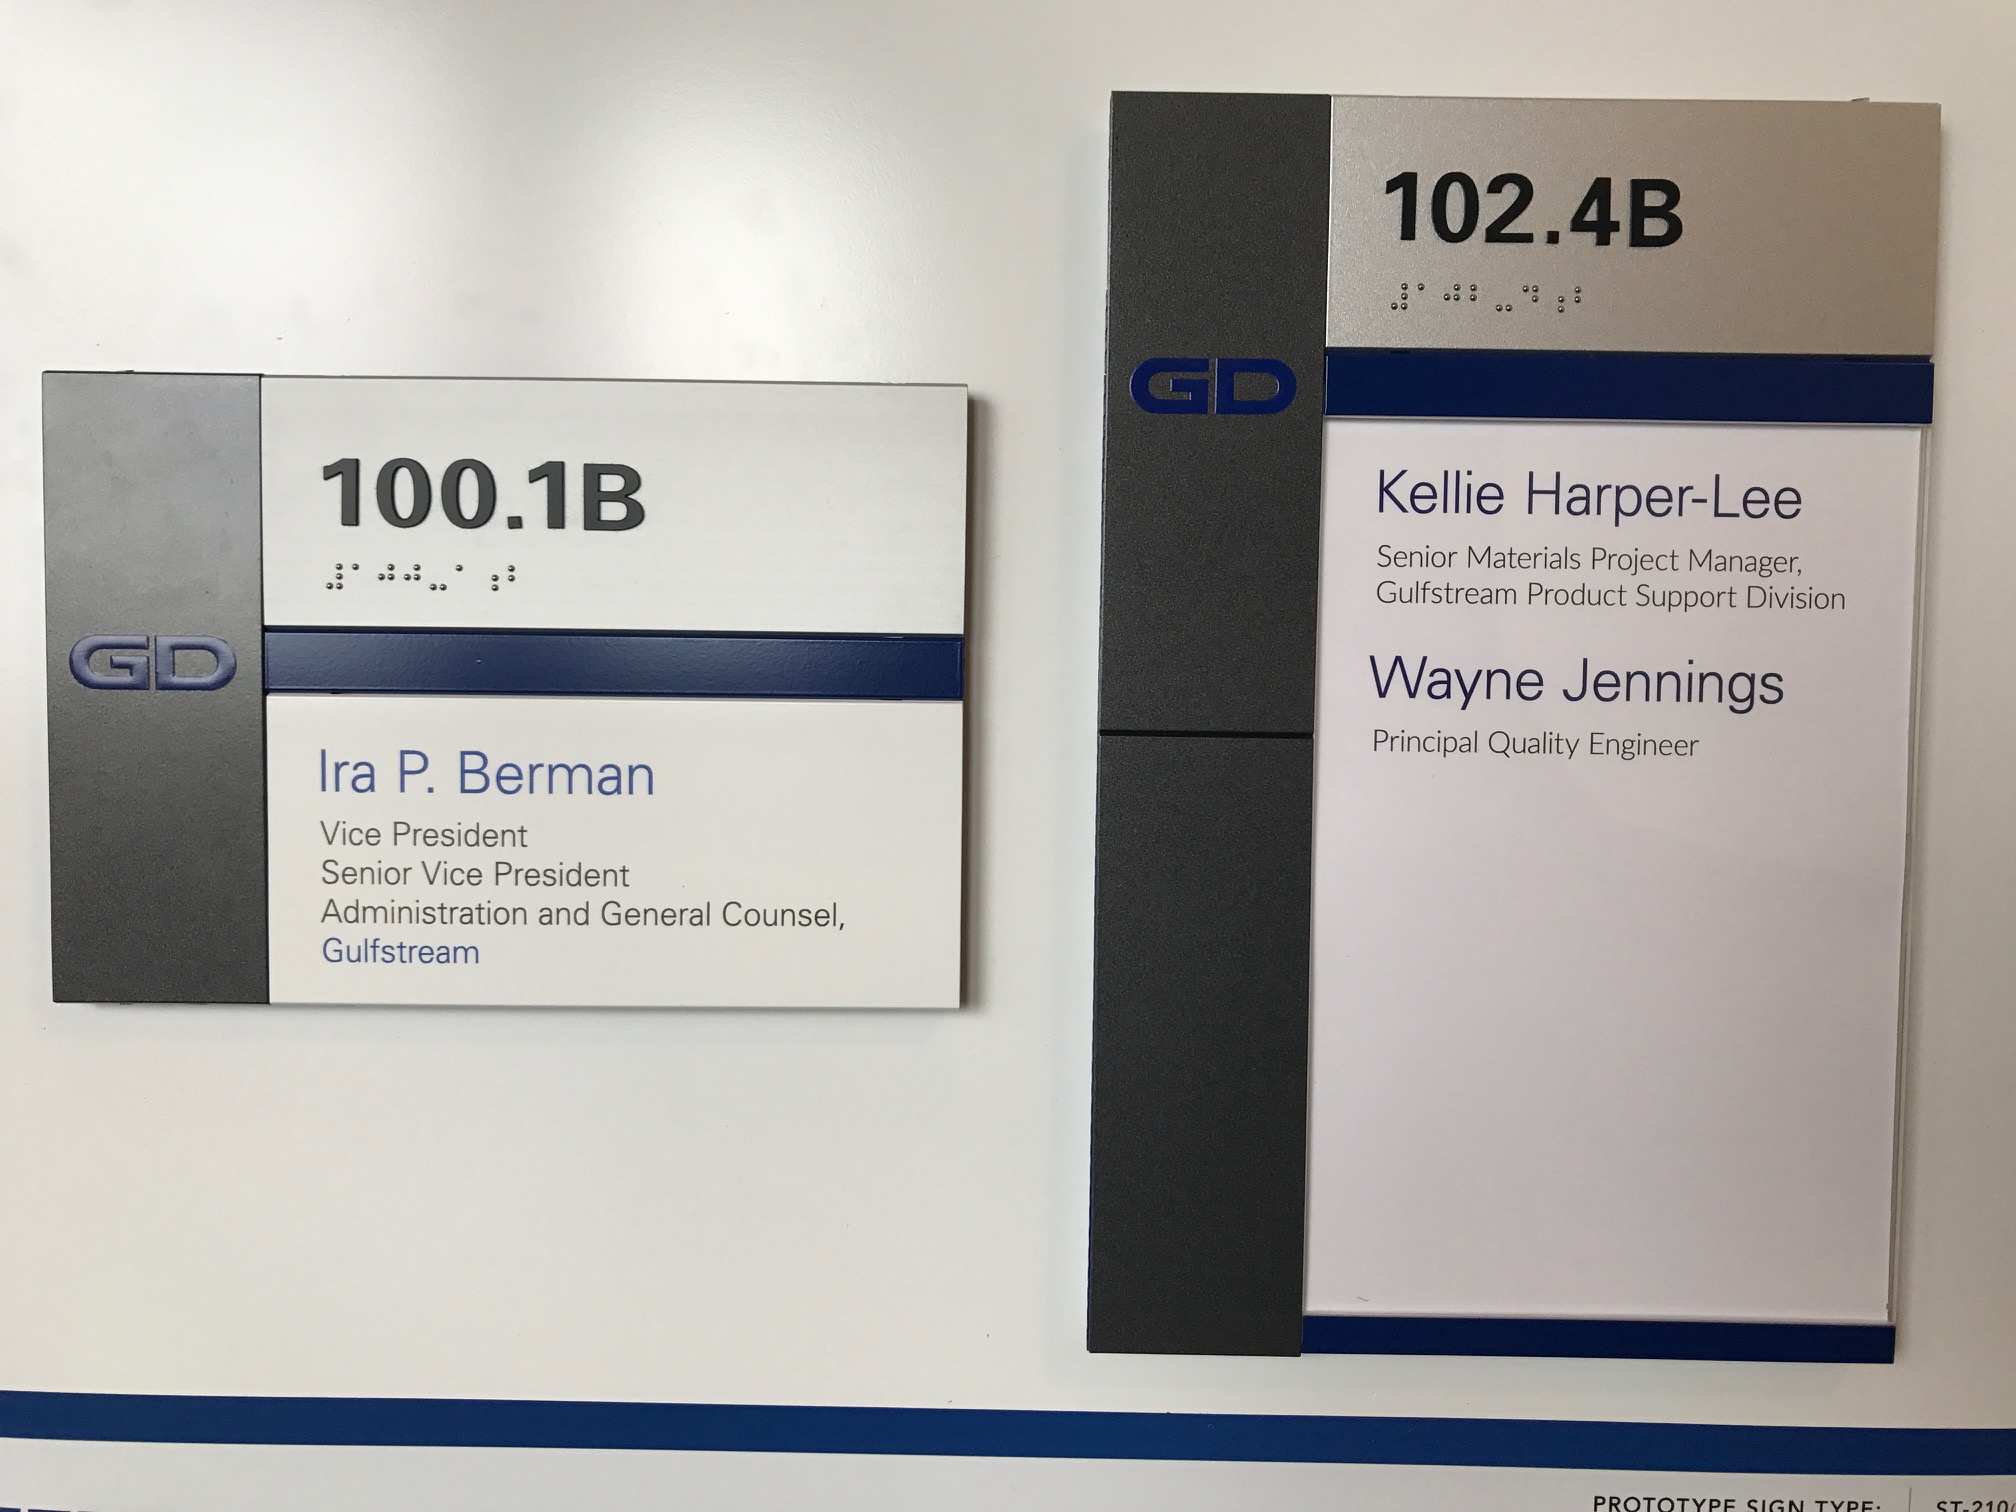 100.1B
⠼⠁⠚⠚⠲⠁⠰⠃
GD
Ira P. Berman
Vice President
Senior Vice President
Administration and General Counsel,
Gulfstream
102.4B
GD
Kellie Harper-Lee
Senior Materials Project Manager,
Gulfstream Product Support Division
Wayne Jennings
Principal Quality Engineer
PROTOTYPE SIGN TYPE: